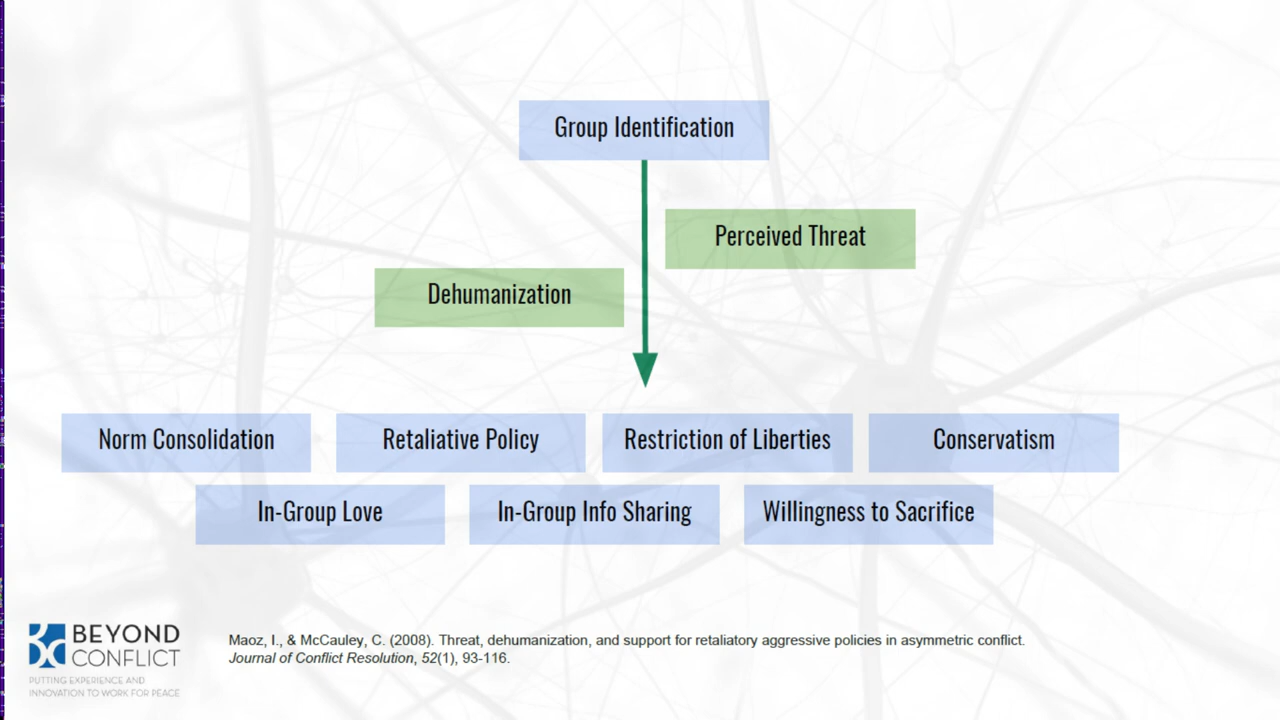 Group Identification
Perceived Threat
Dehumanization
Norm Consolidation
Retaliative Policy
Restriction of Liberties
Conservatism
In-Group Love
In-Group Info Sharing
Willingness to Sacrifice
BEYOND
CONFLICT
PUTTING EXPERIENCE AND
INNOVATION TO WORK FOR PEACE
Maoz, I., & McCauley, C. (2008). Threat, dehumanization, and support for retaliatory aggressive policies in asymmetric conflict.
Journal of Conflict Resolution, 52(1), 93-116.